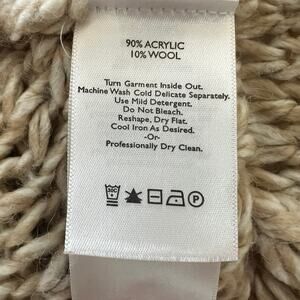 90% ACRYLIC
10% WOOL
Turn Garment Inside Out.
Machine Wash Cold Delicate Separately.
Use Mild Detergent.
Do Not Bleach.
Reshape, Dry Flat.
Cool Iron As Desired.
-Or-
Professionally Dry Clean.